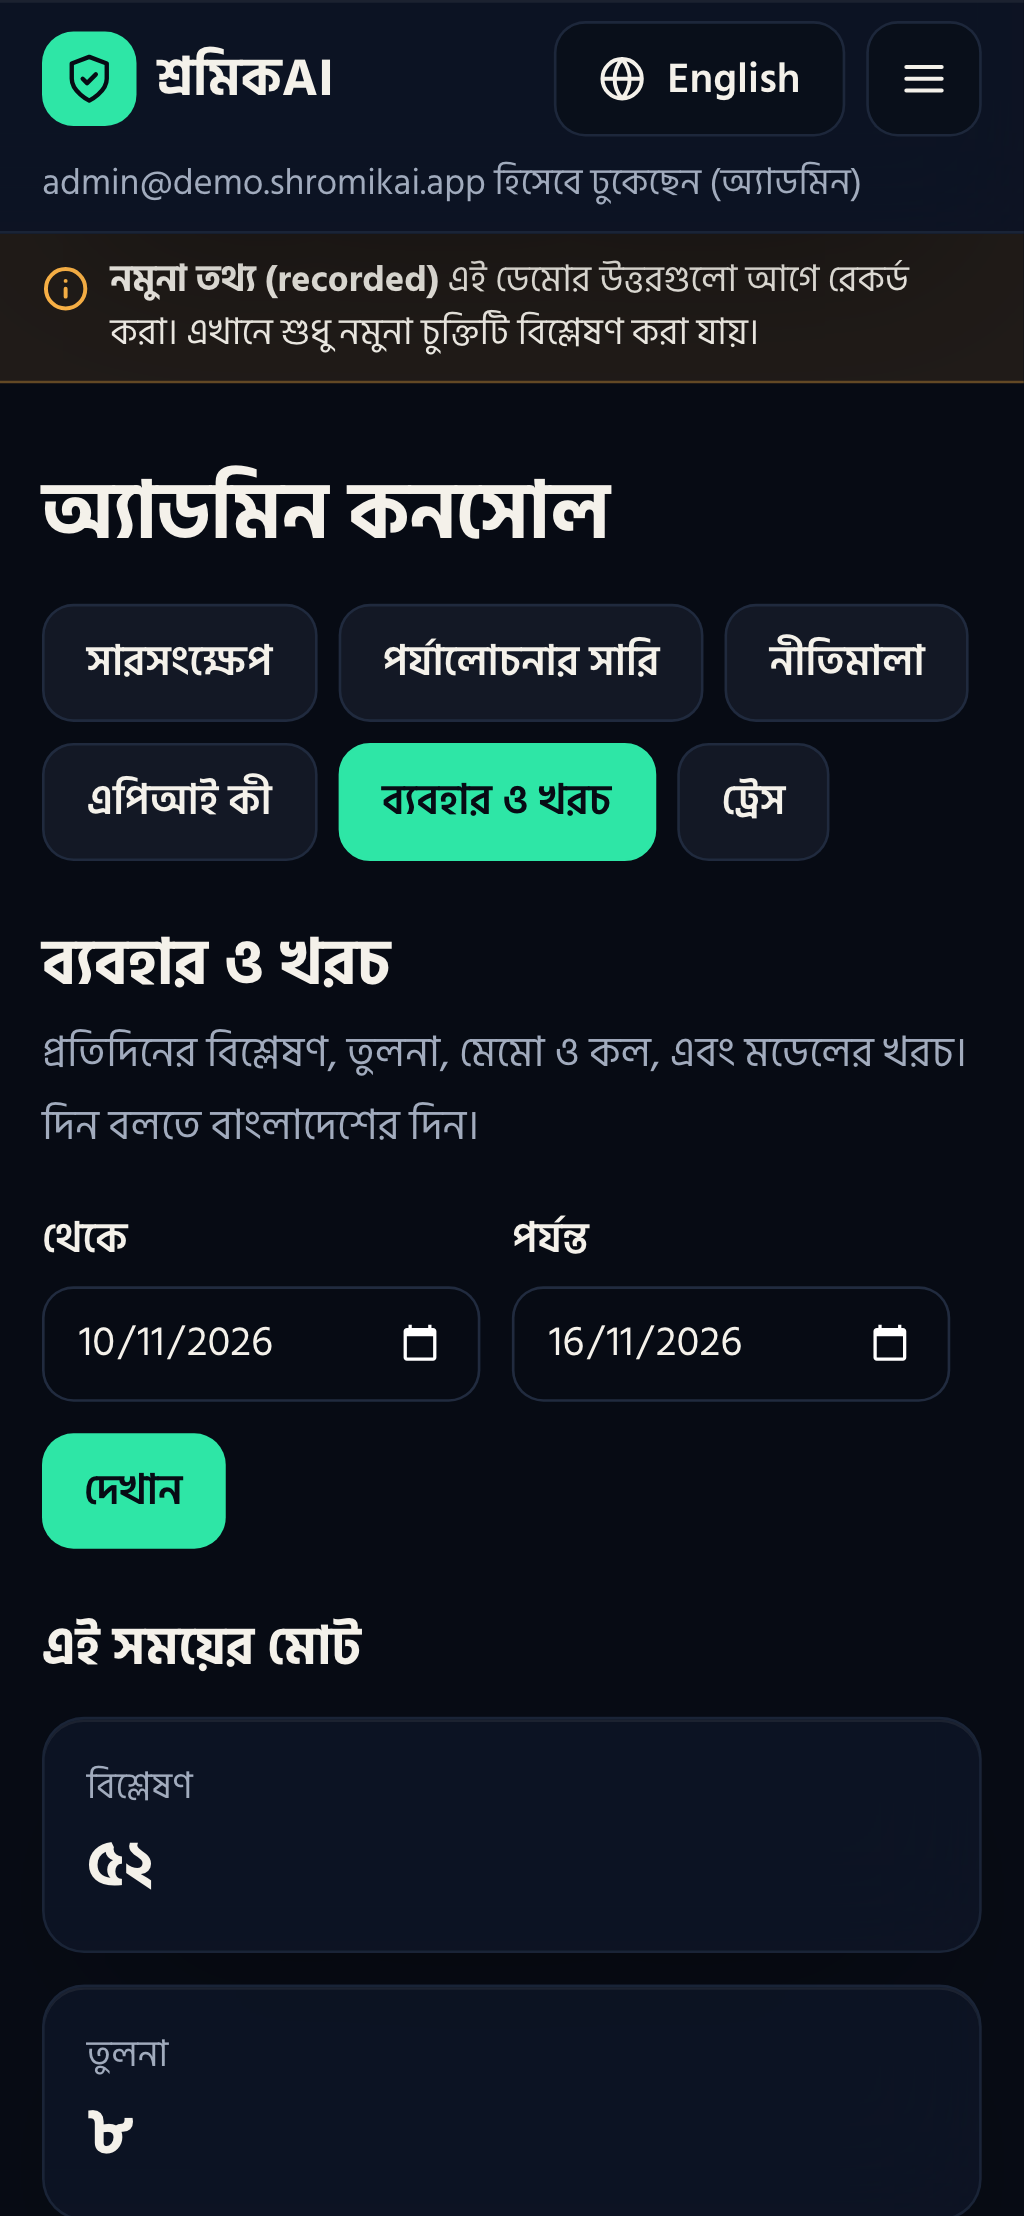 শ্রমিকAI
English
admin@demo.shromikai.app হিসেবে ঢুকেছেন (অ্যাডমিন)
নমুনা তথ্য (recorded) এই ডেমোর উত্তরগুলো আগে রেকর্ড
করা। এখানে শুধু নমুনা চুক্তিটি বিশ্লেষণ করা যায়।
অ্যাডমিন কনসোল
সারসংক্ষেপ
পর্যালোচনার সারি
নীতিমালা
এপিআই কী
ব্যবহার ও খরচ
ট্রেস
ব্যবহার ও খরচ
প্রতিদিনের বিশ্লেষণ, তুলনা, মেমো ও কল, এবং মডেলের খরচ।
দিন বলতে বাংলাদেশের দিন।
থেকে
পর্যন্ত
10/11/2026
16/11/2026
দেখান
এই সময়ের মোট
বিশ্লেষণ
৫২
তুলনা
৮